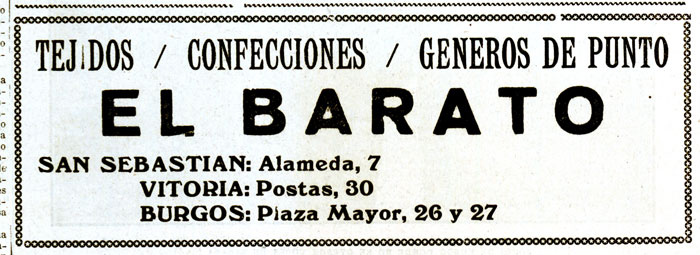 TEJIDOS / CONFECCIONES / GENEROS DE PUNTO
EL BARATO
SAN SEBASTIAN: Alameda, 7
VITORIA: Postas, 30
BURGOS: Plaza Mayor, 26 y 27